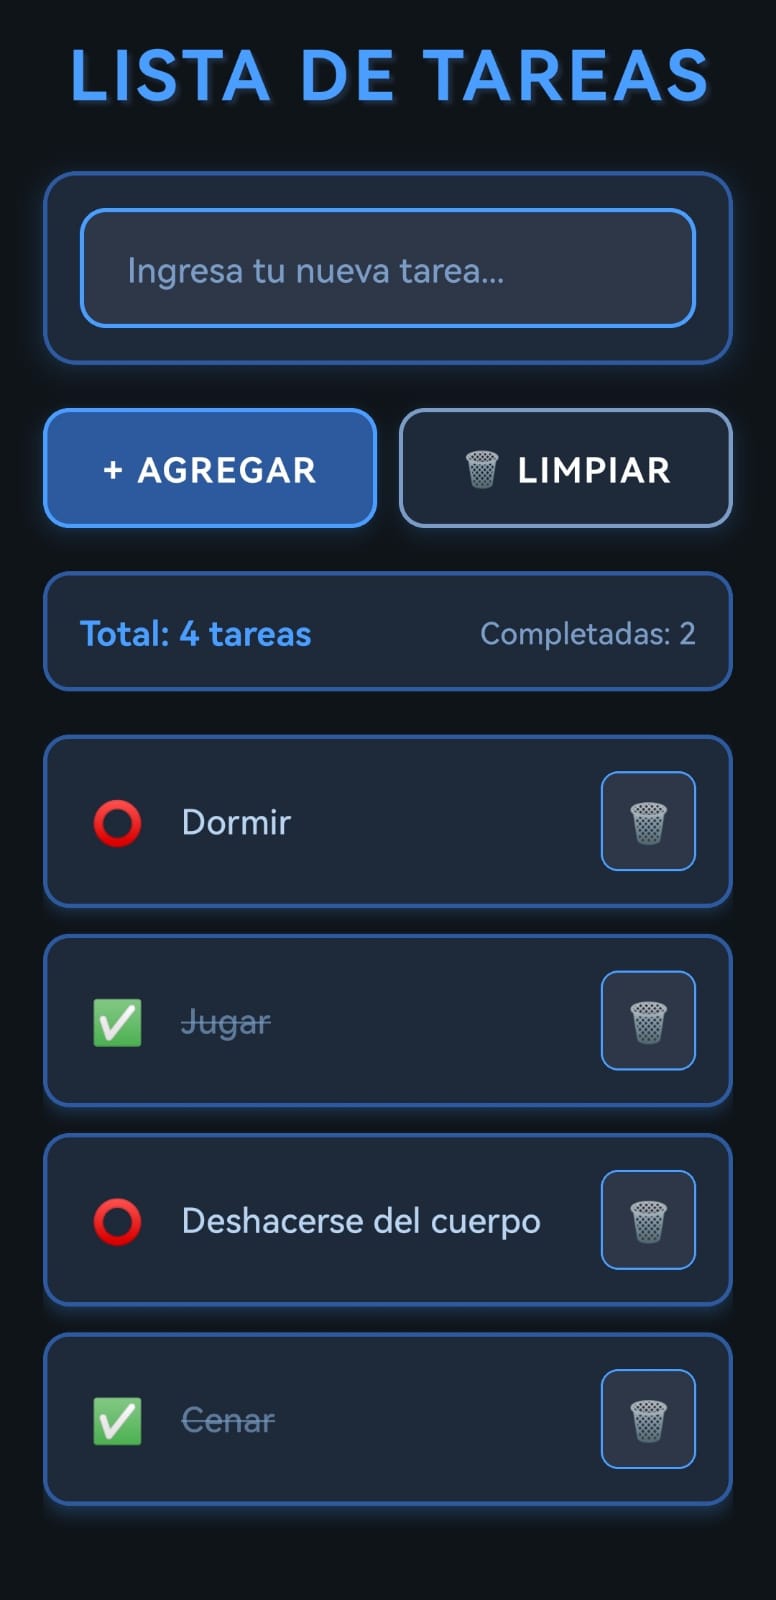 LISTA DE TAREAS
Ingresa tu nueva tarea...
+ AGREGAR
LIMPIAR
Total: 4 tareas
Completadas: 2
Dormir
Jugar
Deshacerse del cuerpo
Cenar